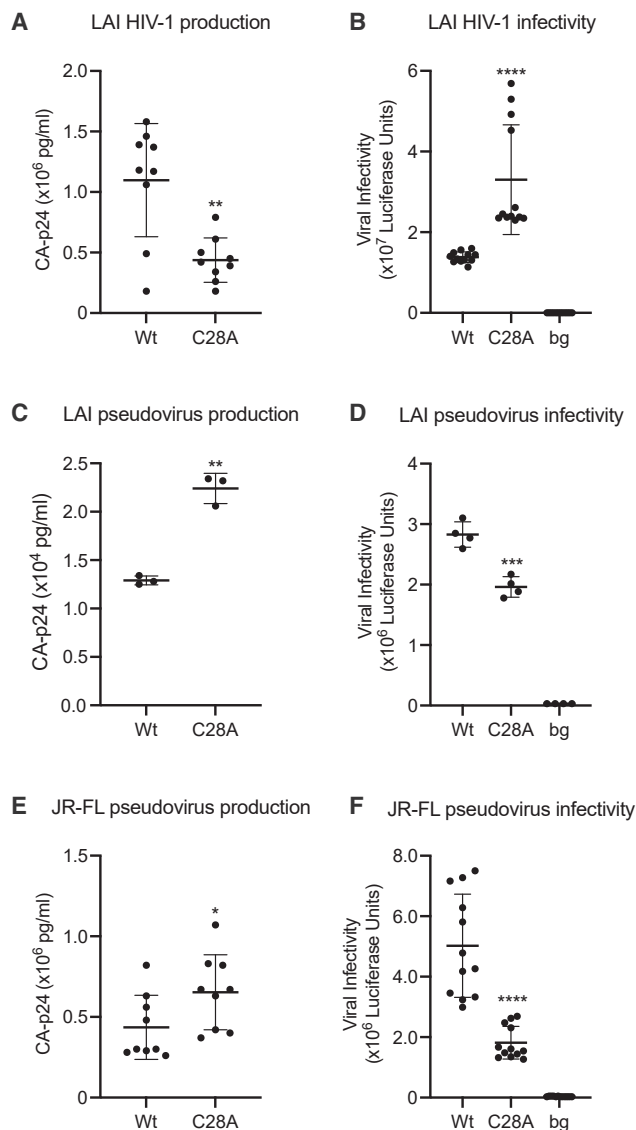 A LAI HIV-1 production
CA-p24 (x10⁶ pg/ml)
2.0
1.5
1.0
0.5
0
**
Wt C28A
B LAI HIV-1 infectivity
Viral Infectivity
(x10⁷ Luciferase Units)
6
4
2
0
****
Wt C28A bg
C LAI pseudovirus production
CA-p24 (x10⁴ pg/ml)
2.5
2.0
1.5
1.0
0.5
0.0
**
Wt C28A
D LAI pseudovirus infectivity
Viral Infectivity
(x10⁶ Luciferase Units)
4
3
2
1
0
***
Wt C28A bg
E JR-FL pseudovirus production
CA-p24 (x10⁶ pg/ml)
1.5
1.0
0.5
0
*
Wt C28A
F JR-FL pseudovirus infectivity
Viral Infectivity
(x10⁶ Luciferase Units)
8.0
6.0
4.0
2.0
0
****
Wt C28A bg